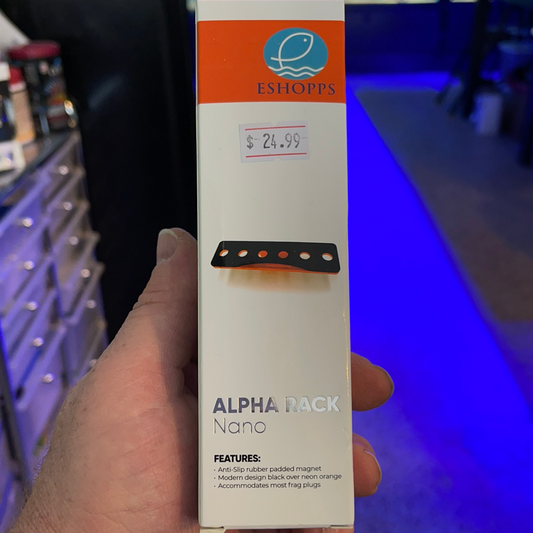 ESHOPPS
$ 24.99
ALPHA RACK
Nano
FEATURES:
· Anti-Slip rubber padded magnet
· Modern design black over neon orange
· Accommodates most frag plugs